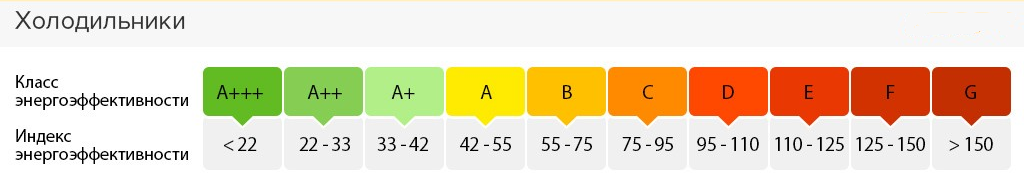 Холодильники
Класс
энергоэффективности
A+++ A++ A+ A B C D E F G
Индекс
энергоэффективности
< 22 22 - 33 33 - 42 42 - 55 55 - 75 75 - 95 95 - 110 110 - 125 125 - 150 > 150